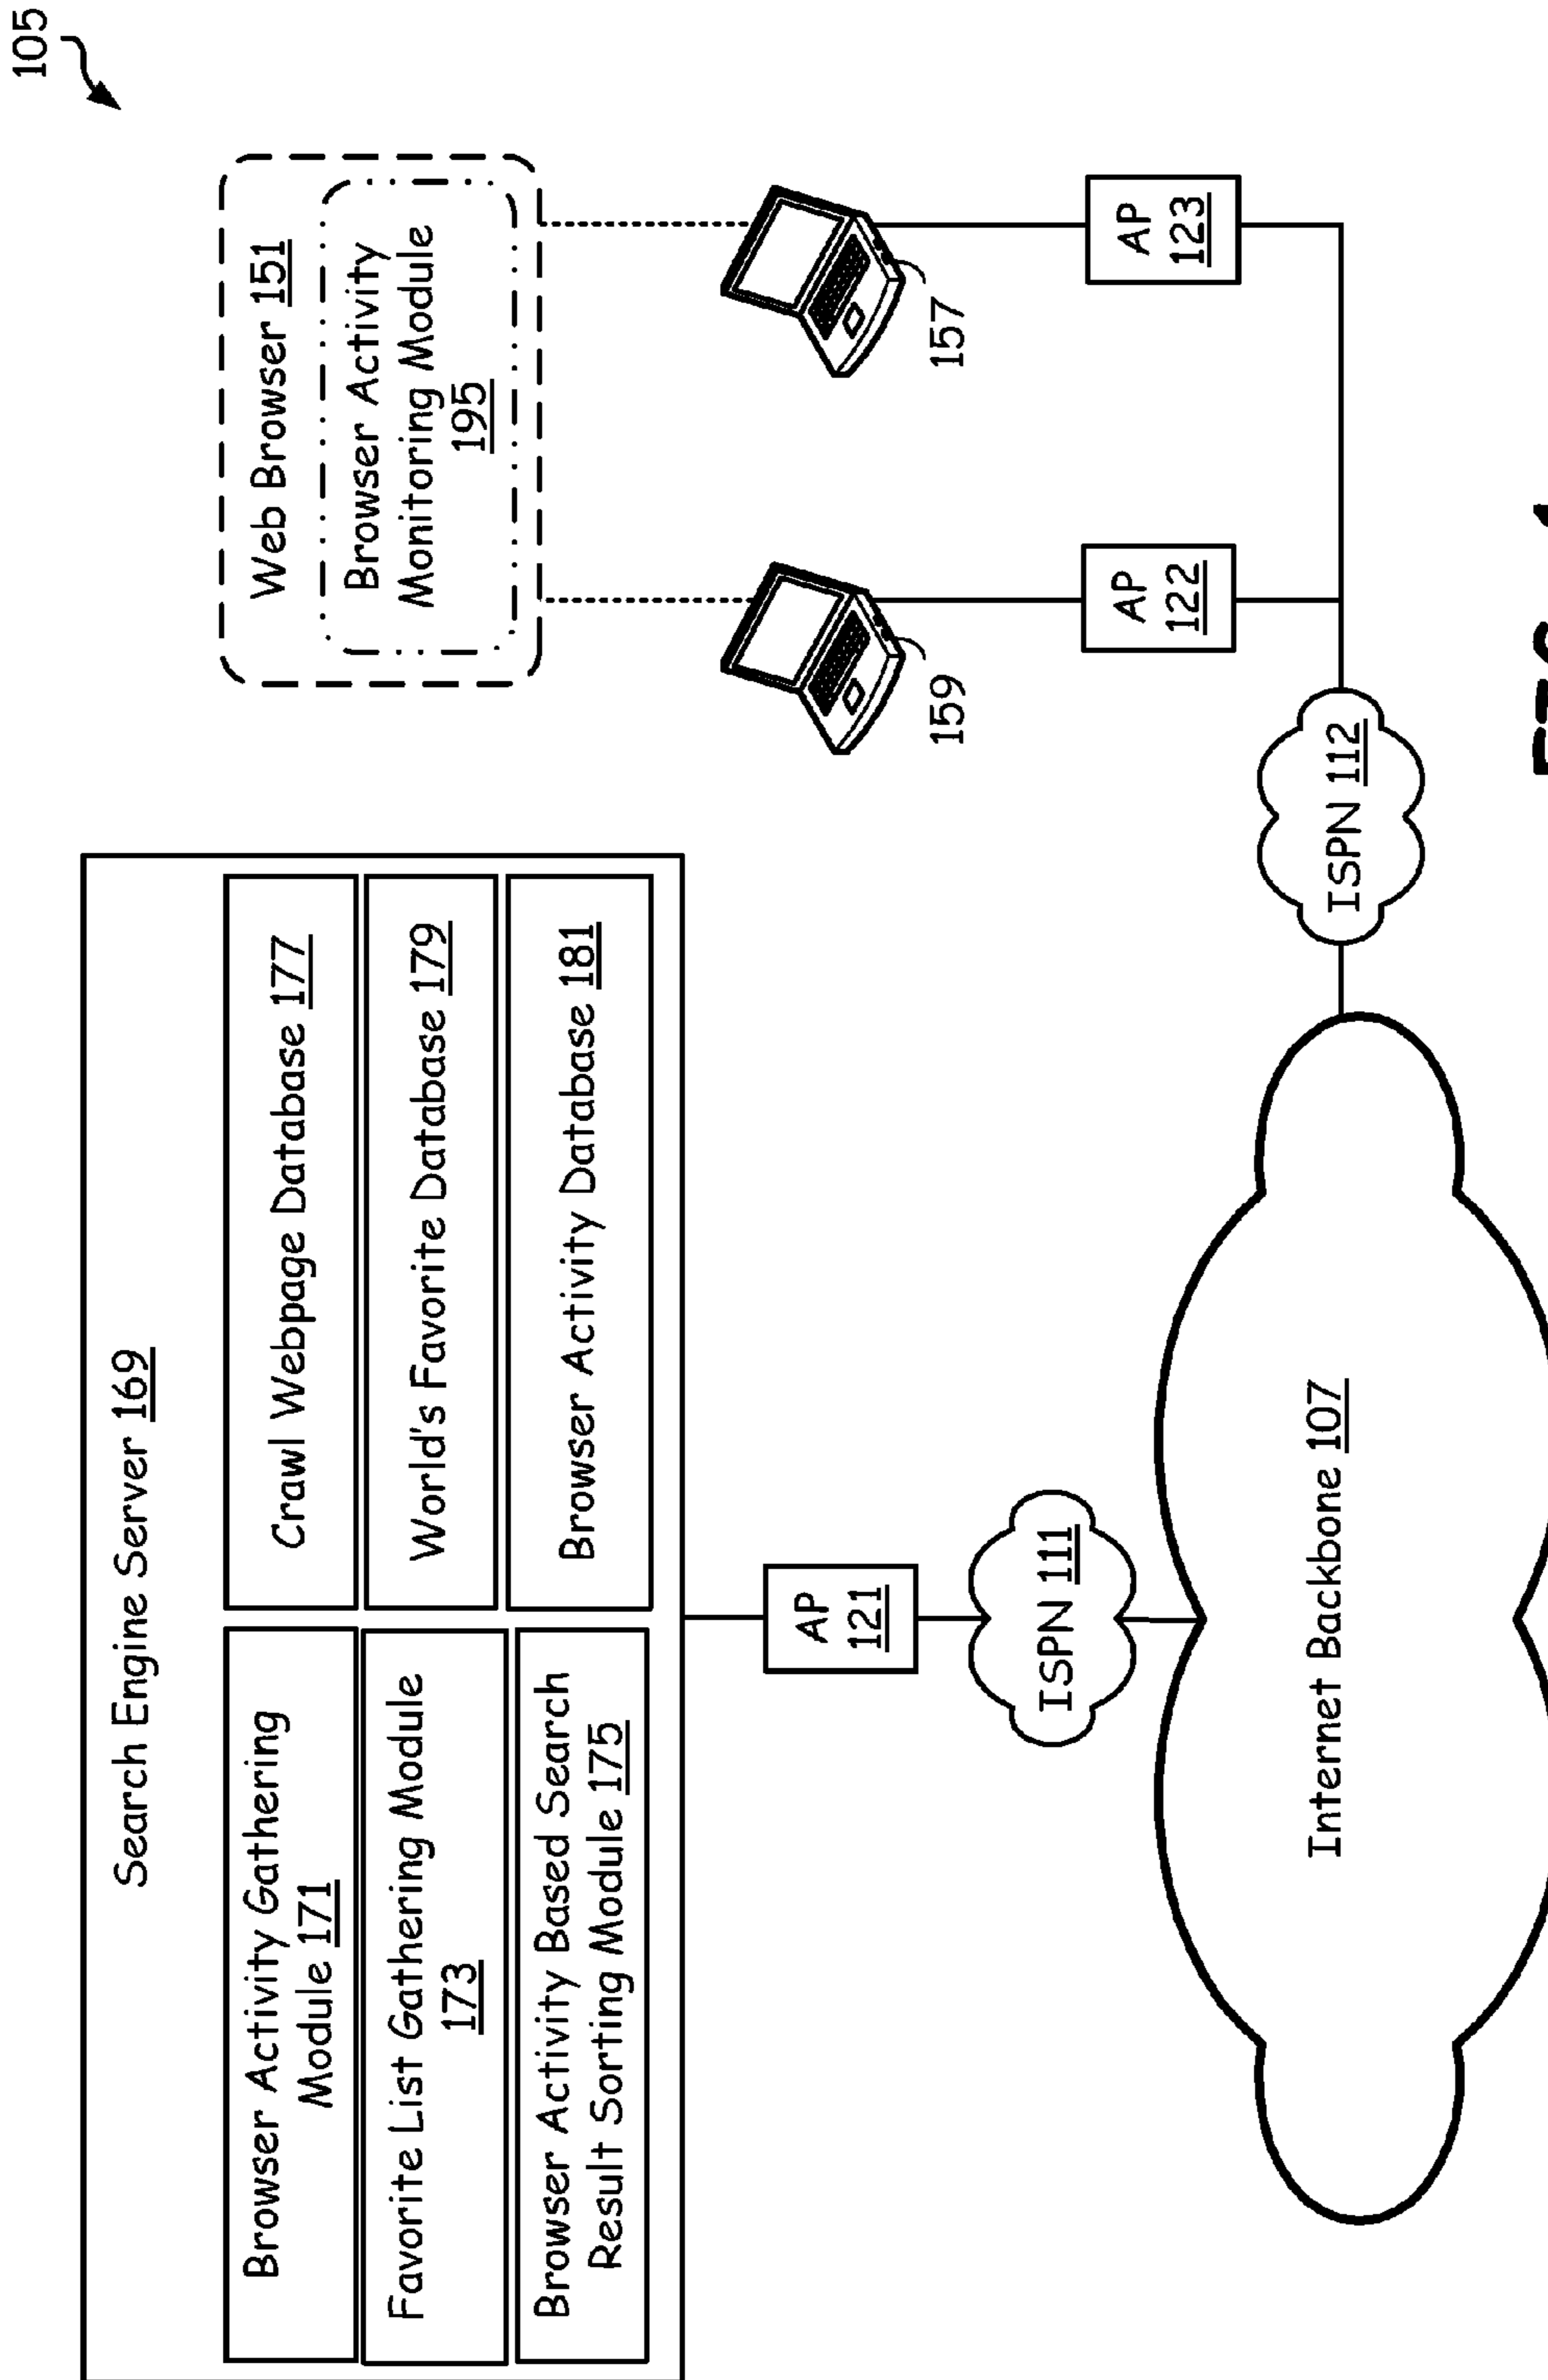 105
Search Engine Server 169
Browser Activity Gathering
Module 171
Favorite List Gathering Module
173
Browser Activity Based Search
Result Sorting Module 175
Crawl Webpage Database 177
World's Favorite Database 179
Browser Activity Database 181
Web Browser 151
Browser Activity
Monitoring Module
195
159
157
AP
121
AP
122
AP
123
ISPN 111
ISPN 112
Internet Backbone 107